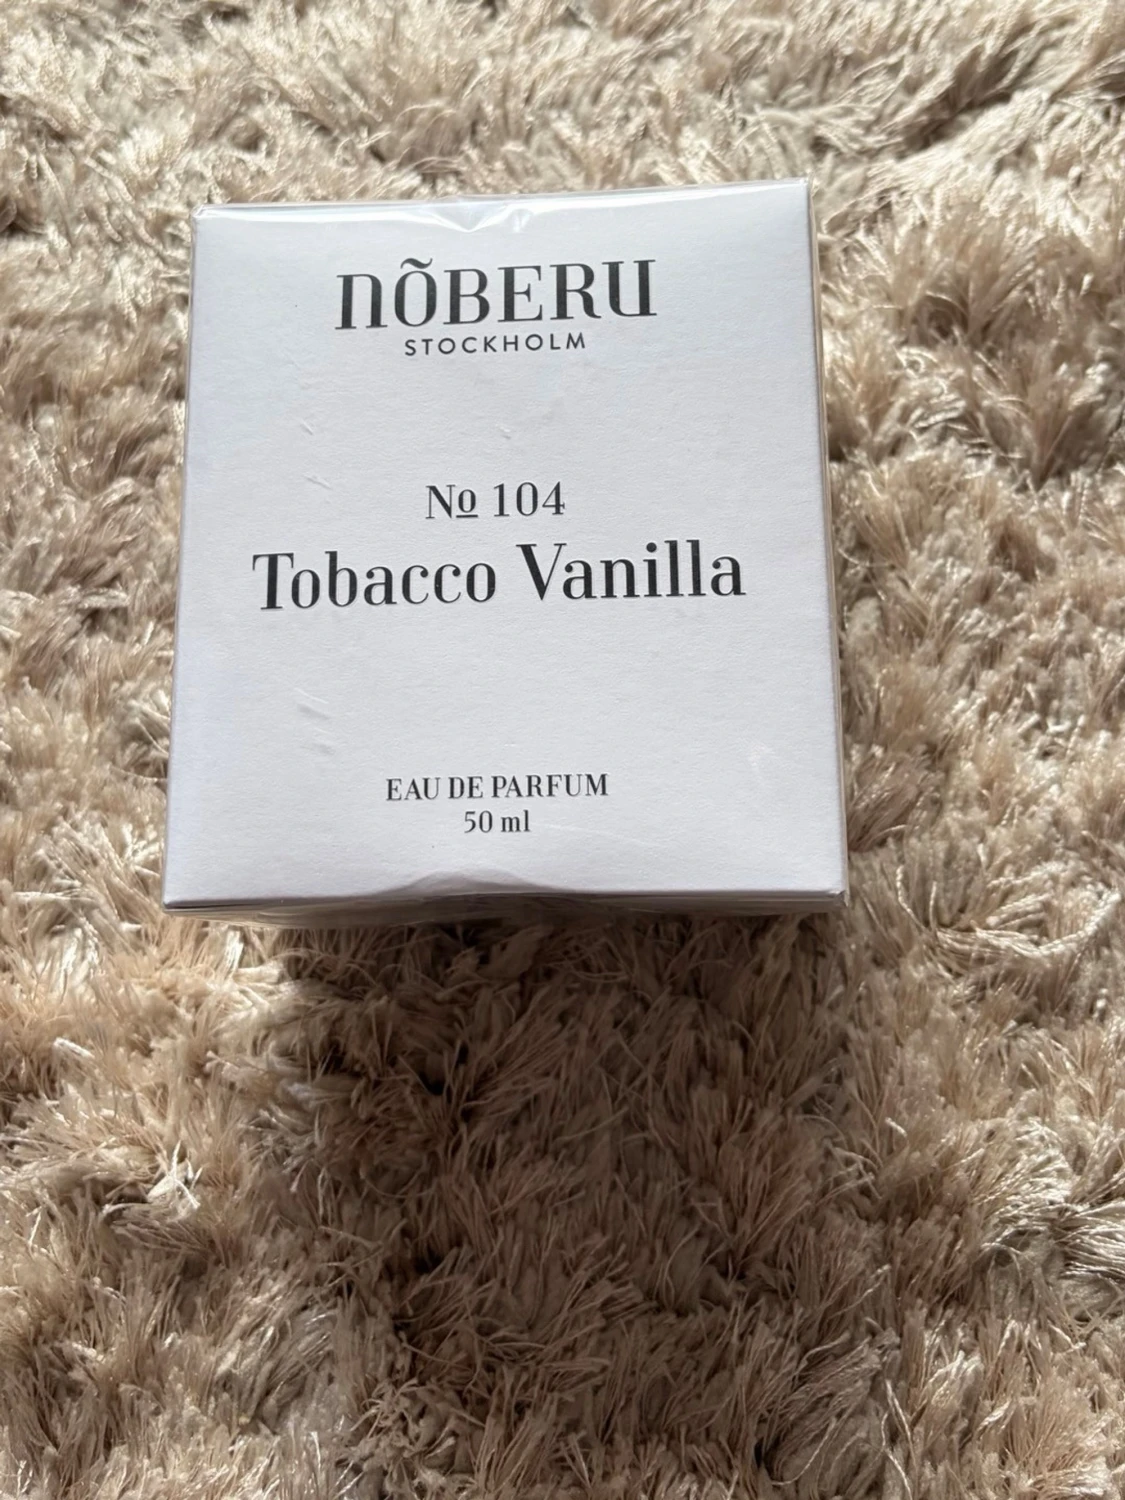 nõBERU
STOCKHOLM
№ 104
Tobacco Vanilla
EAU DE PARFUM
50 ml